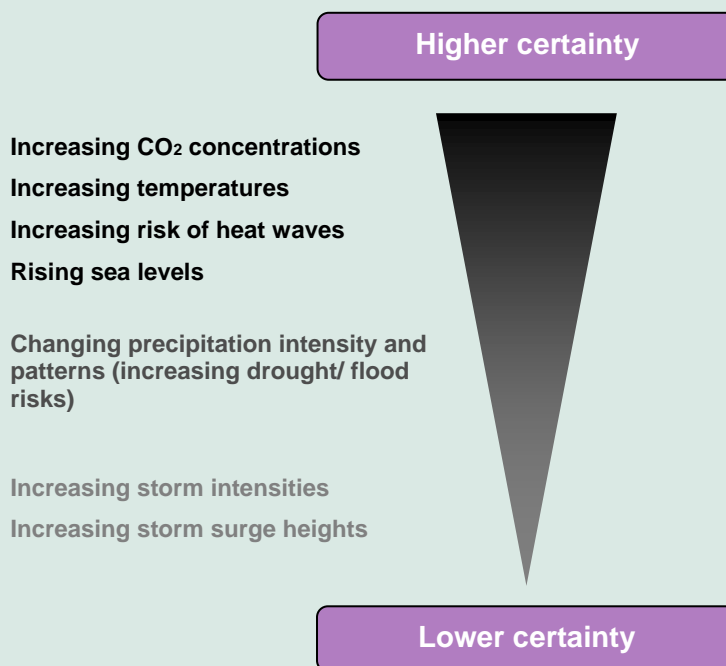 Higher certainty
Increasing CO₂ concentrations
Increasing temperatures
Increasing risk of heat waves
Rising sea levels
Changing precipitation intensity and
patterns (increasing drought/ flood
risks)
Increasing storm intensities
Increasing storm surge heights
Lower certainty